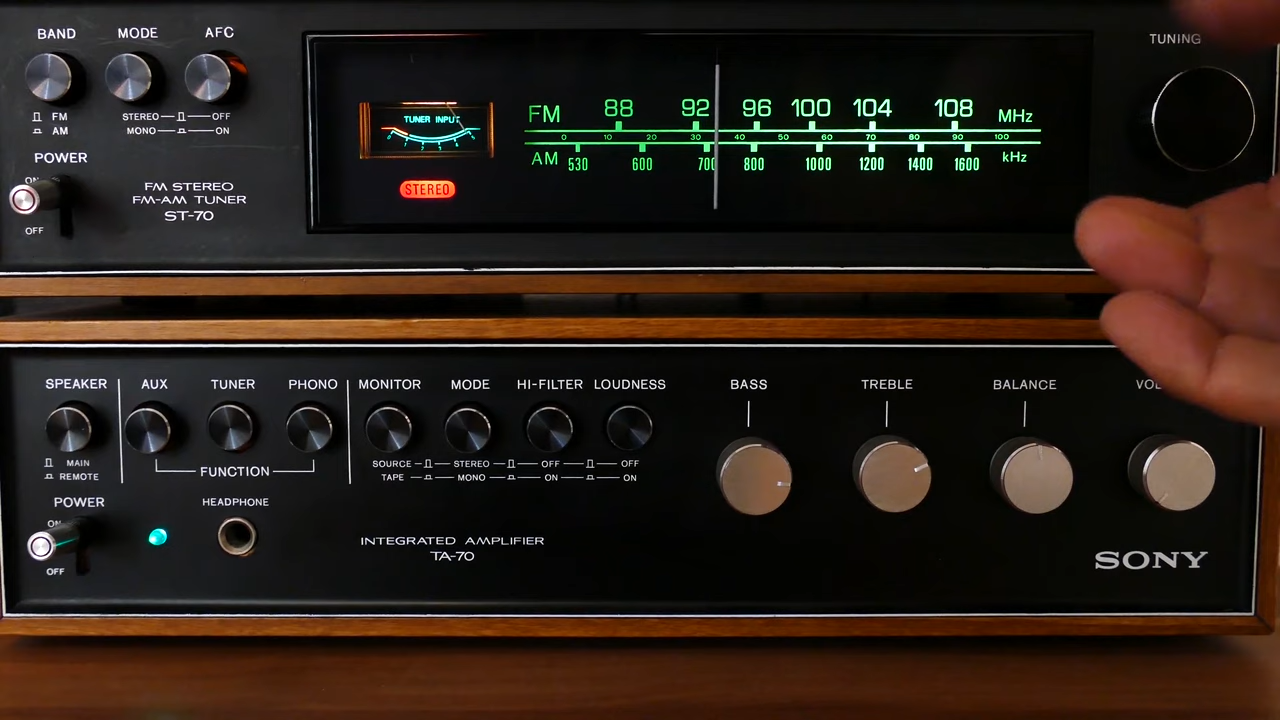 BAND MODE AFC
TUNING
FM
AM
STEREO OFF
MONO ON
POWER
ON
OFF
FM STEREO
FM-AM TUNER
ST-70
TUNER INPUT
STEREO
FM 88 92 96 100 104 108 MHz
0 10 20 30 40 50 60 70 80 90 100
AM 530 600 700 800 1000 1200 1400 1600 kHz
SPEAKER AUX TUNER PHONO MONITOR MODE HI-FILTER LOUDNESS BASS TREBLE BALANCE
MAIN
REMOTE
FUNCTION
SOURCE STEREO OFF OFF
TAPE MONO ON ON
POWER
ON
OFF
HEADPHONE
INTEGRATED AMPLIFIER
TA-70
SONY